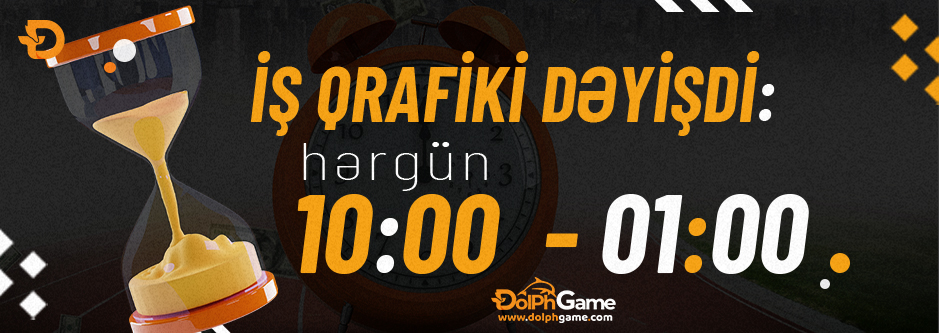 İŞ QRAFİKİ DƏYİŞDİ:
hərgün
10:00 - 01:00.
DolPhGame
www.dolphgame.com